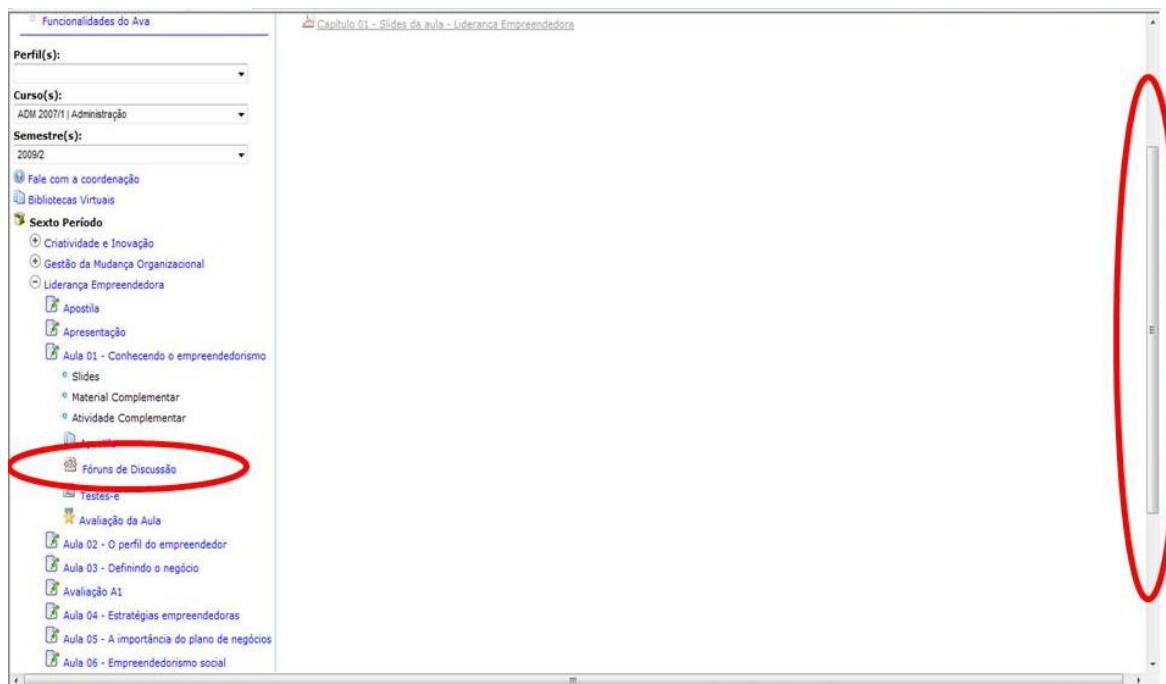 Funcionalidades do Ava
Capítulo 01 - Slides da aula - Liderança Empreendedora
Perfil(s):
Curso(s):
ADM 2007/1 | Administração
Semestre(s):
2009/2
Fale com a coordenação
Bibliotecas Virtuais
Sexto Período
Criatividade e Inovação
Gestão da Mudança Organizacional
Liderança Empreendedora
Apostila
Apresentação
Aula 01 - Conhecendo o empreendedorismo
Slides
Material Complementar
Atividade Complementar
Apostila
Fóruns de Discussão
Testes-e
Avaliação da Aula
Aula 02 - O perfil do empreendedor
Aula 03 - Definindo o negócio
Avaliação A1
Aula 04 - Estratégias empreendedoras
Aula 05 - A importância do plano de negócios
Aula 06 - Empreendedorismo social